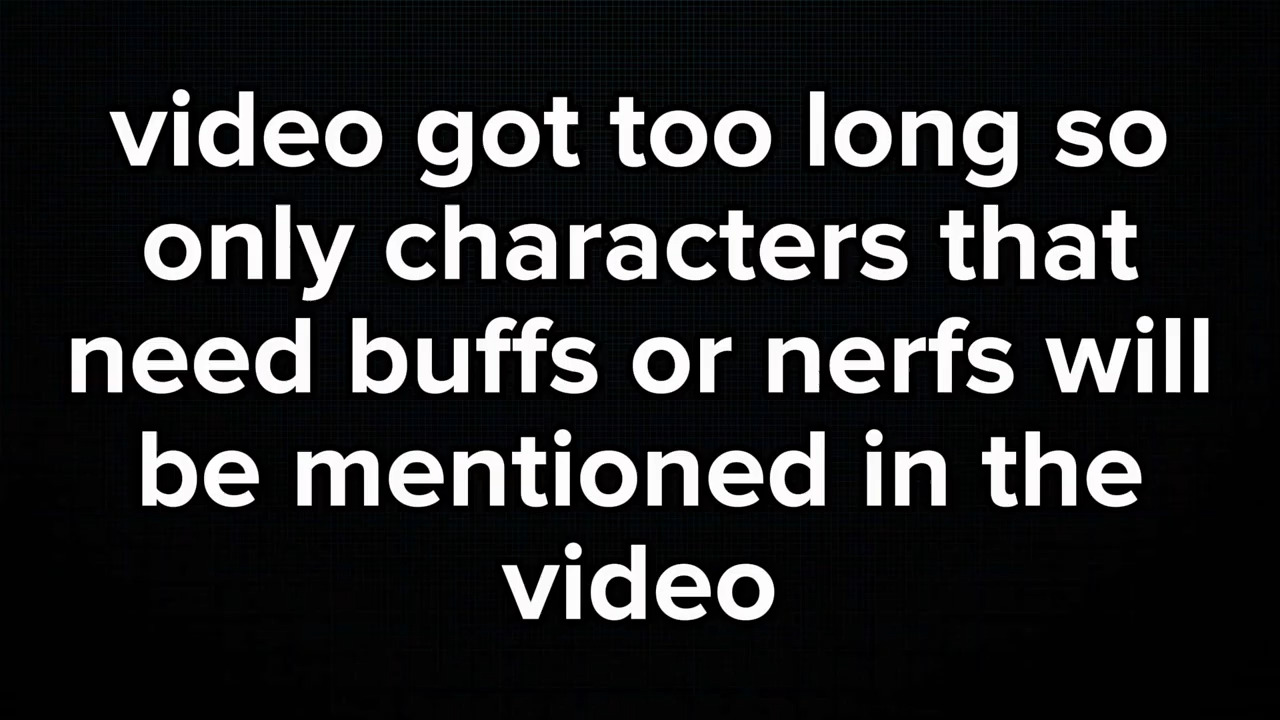 video got too long so
only characters that
need buffs or nerfs will
be mentioned in the
video